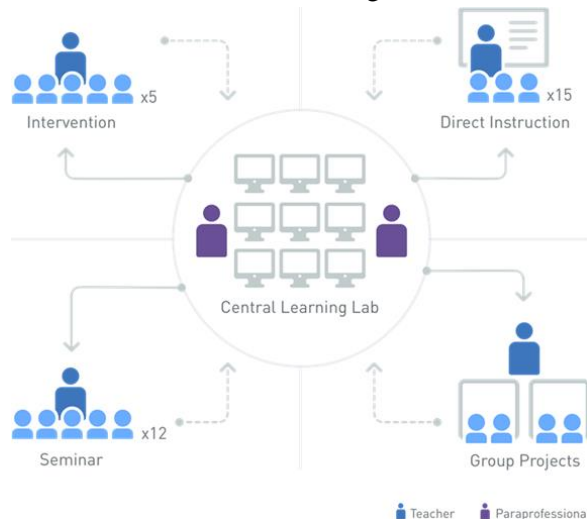 x5
Intervention
x15
Direct Instruction
Central Learning Lab
x12
Seminar
Group Projects
Teacher
Paraprofessiona